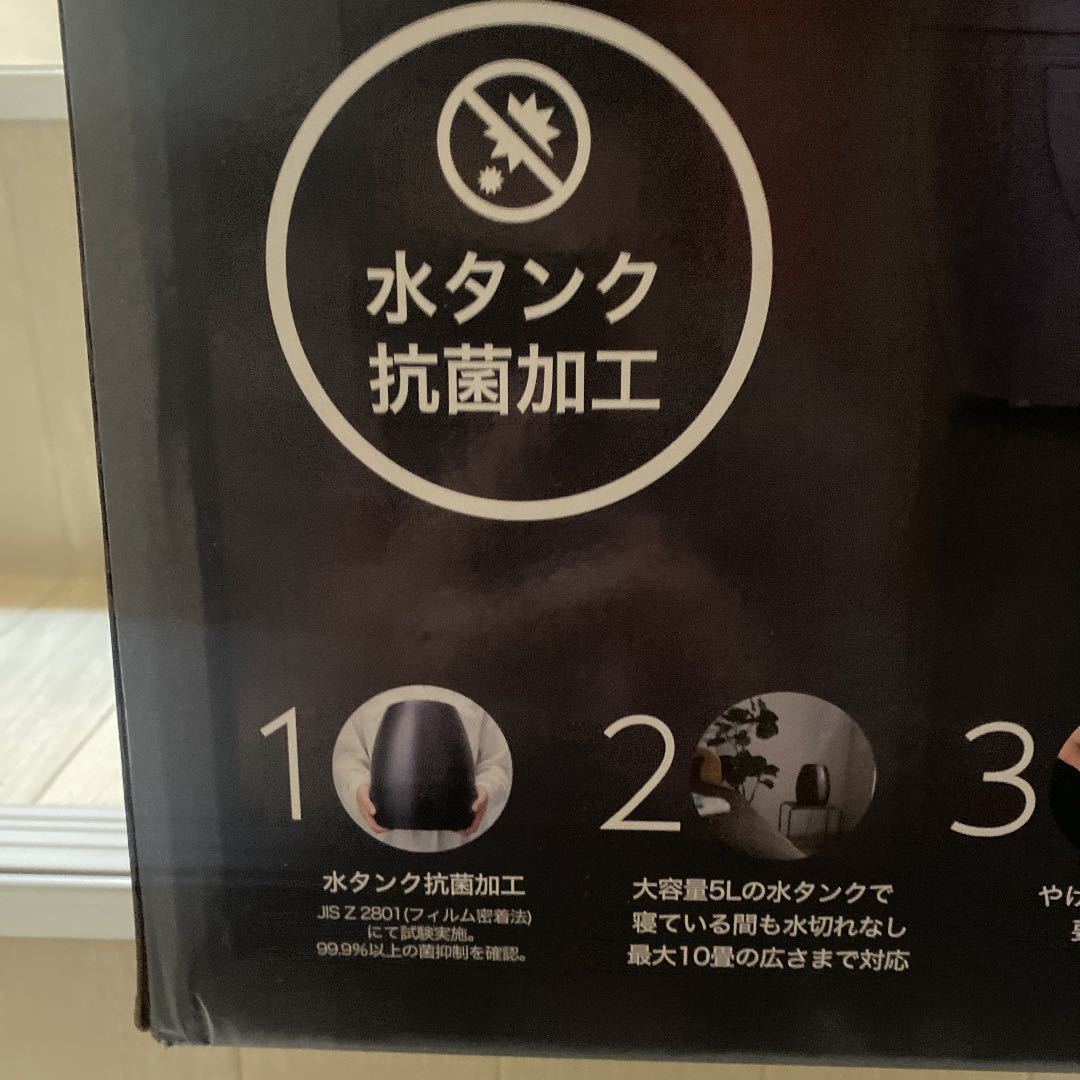 水タンク
抗菌加工
1
水タンク抗菌加工
JIS Z 2801(フィルム密着法)
にて試験実施。
99.9%以上の菌抑制を確認。
2
大容量5Lの水タンクで
寝ている間も水切れなし
最大10畳の広さまで対応
3
やけ